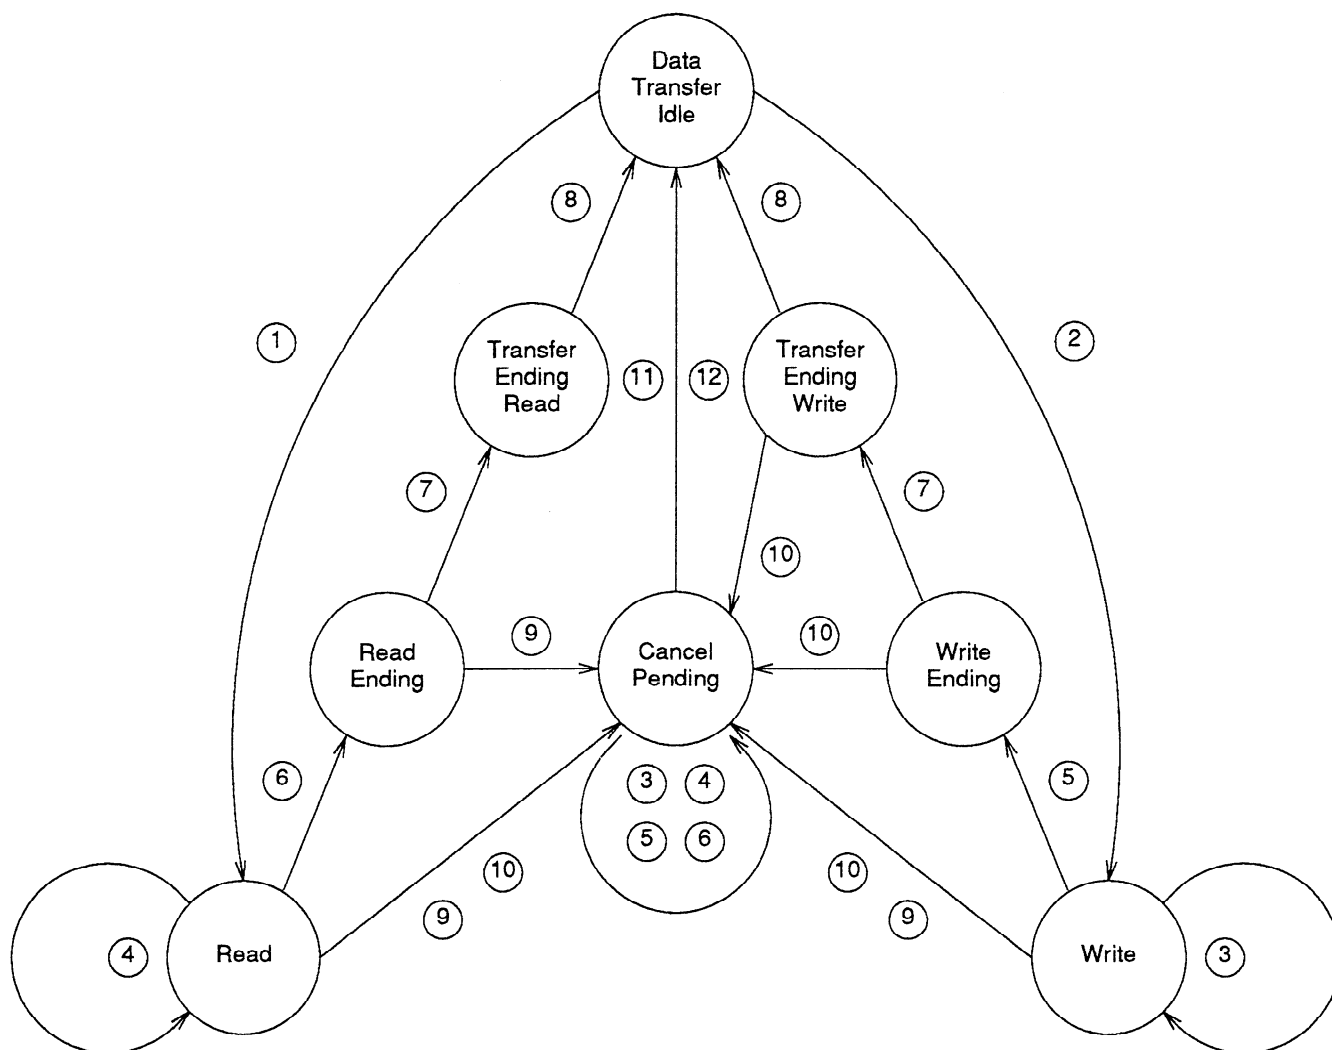 Data
Transfer
Idle
8
8
1
2
Transfer
Ending
Read
11
12
Transfer
Ending
Write
7
7
10
9
10
Read
Ending
Cancel
Pending
Write
Ending
6
3
4
5
5
6
10
9
10
9
4
Read
Write
3